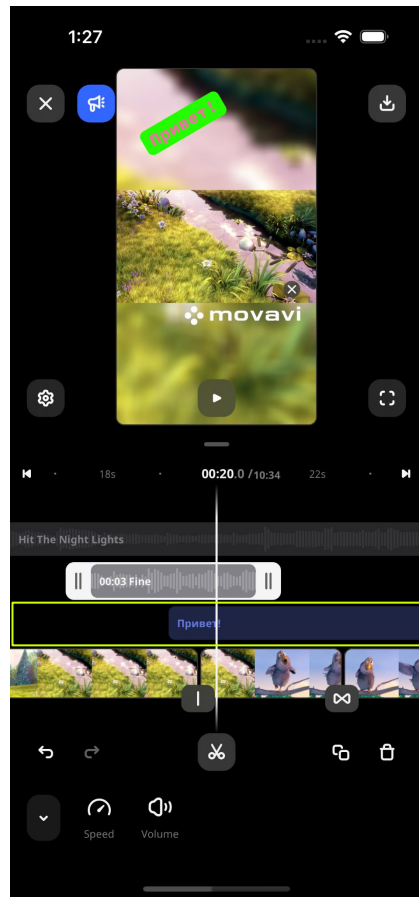 1:27
Привет!
movavi
18s
00:20.0 /10:34
22s
Hit The Night Lights
00:03 Fine
Привет!
Speed
Volume